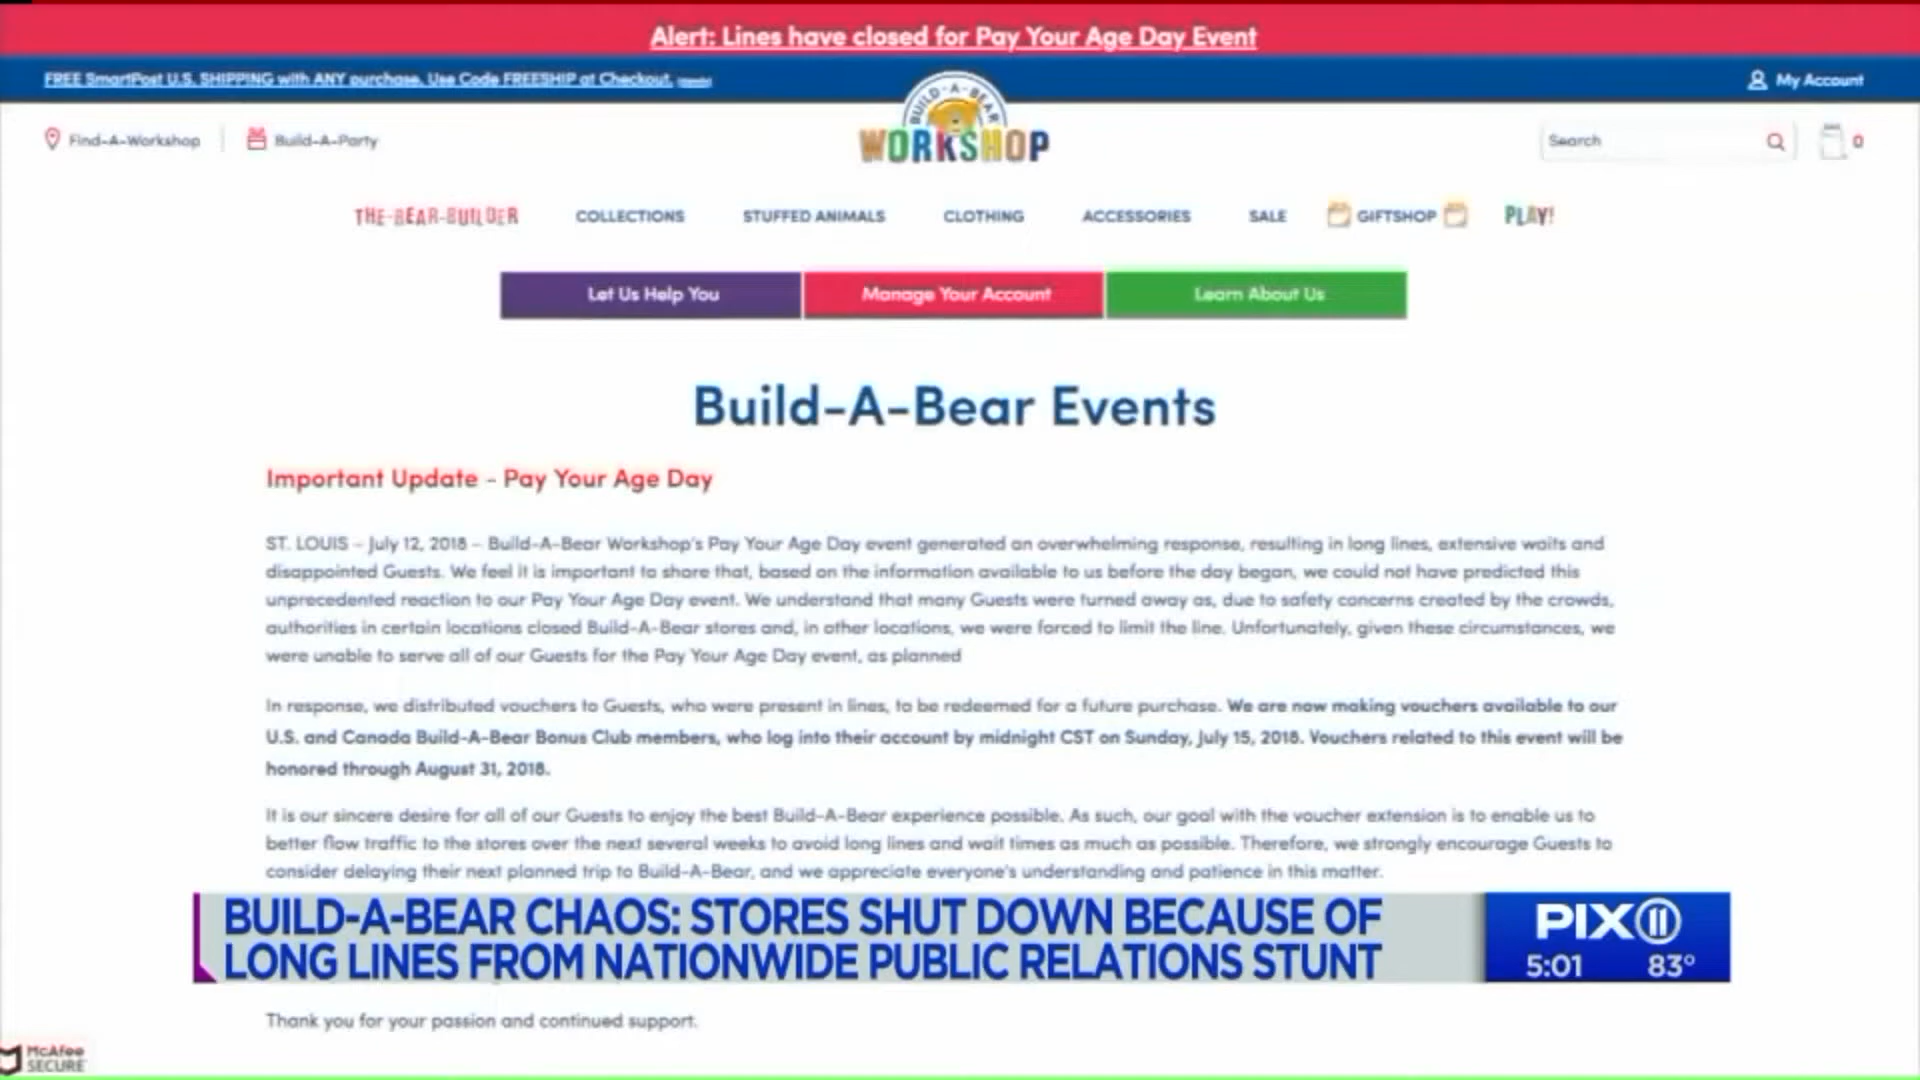 Alert: Lines have closed for Pay Your Age Day Event
FREE SmartPost U.S. SHIPPING with ANY purchase. Use Code FREESHIP at Checkout.
My Account
Find-A-Workshop
Build-A-Party
BUILD-A-BEAR
WORKSHOP
Search
0
THE-BEAR-BUILDER
COLLECTIONS
STUFFED ANIMALS
CLOTHING
ACCESSORIES
SALE
GIFTSHOP
PLAY!
Let Us Help You
Manage Your Account
Learn About Us
Build-A-Bear Events
Important Update - Pay Your Age Day
ST. LOUIS – July 12, 2018 – Build-A-Bear Workshop's Pay Your Age Day event generated an overwhelming response, resulting in long lines, extensive waits and
disappointed Guests. We feel it is important to share that, based on the information available to us before the day began, we could not have predicted this
unprecedented reaction to our Pay Your Age Day event. We understand that many Guests were turned away as, due to safety concerns created by the crowds,
authorities in certain locations closed Build-A-Bear stores and, in other locations, we were forced to limit the line. Unfortunately, given these circumstances, we
were unable to serve all of our Guests for the Pay Your Age Day event, as planned
In response, we distributed vouchers to Guests, who were present in lines, to be redeemed for a future purchase. We are now making vouchers available to our
U.S. and Canada Build-A-Bear Bonus Club members, who log into their account by midnight CST on Sunday, July 15, 2018. Vouchers related to this event will be
honored through August 31, 2018.
It is our sincere desire for all of our Guests to enjoy the best Build-A-Bear experience possible. As such, our goal with the voucher extension is to enable us to
better flow traffic to the stores over the next several weeks to avoid long lines and wait times as much as possible. Therefore, we strongly encourage Guests to
consider delaying their next planned trip to Build-A-Bear, and we appreciate everyone's understanding and patience in this matter.
BUILD-A-BEAR CHAOS: STORES SHUT DOWN BECAUSE OF
LONG LINES FROM NATIONWIDE PUBLIC RELATIONS STUNT
PIX11
5:01 83°
Thank you for your passion and continued support.
McAfee
SECURE